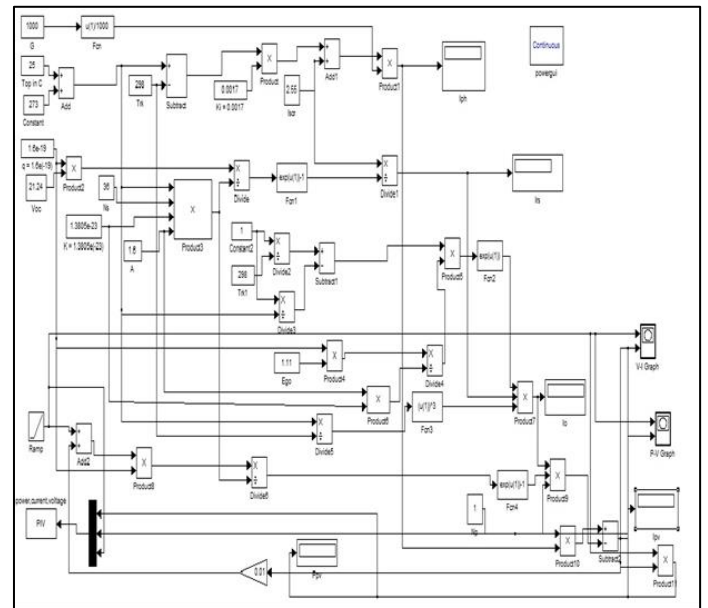 1000
G
u(1)/1000
Fcn
25
Top in C
273
Constant
Add
298
Trk
Subtract
Product
0.0017
Ki = 0.0017
Add1
2.55
Iscr
Product1
Iph
Continuous
powergui
1.6e-19
q = 1.6e(-19)
21.24
Voc
Product2
36
Ns
1.3805e-23
K = 1.3805e(-23)
1.6
A
Product3
Divide
exp(u(1))-1
Fcn1
Divide1
Irs
1
Constant2
298
Trk1
Divide2
Divide3
Subtract1
Product5
exp(u(1))
Fcn2
1.11
Ego
Product4
Divide4
Product6
Divide5
(u(1))^3
Fcn3
Product7
Io
V-I Graph
P-V Graph
Ramp
Add2
Product8
Divide6
exp(u(1))-1
Fcn4
Product9
power,current,voltage
PIV
1
Np
Product10
Subtract2
Ipv
Product11
0.01
Ppv